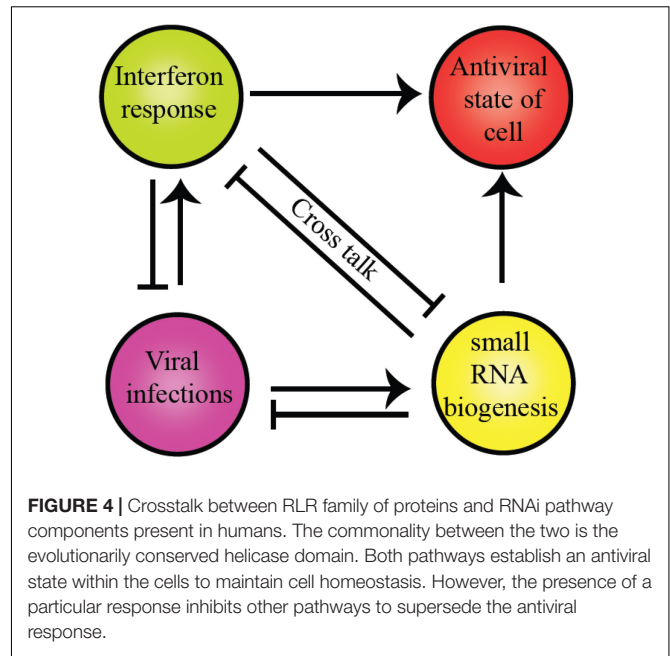 Interferon
response
Antiviral
state of
cell
Cross talk
Viral
infections
small
RNA
biogenesis
FIGURE 4 | Crosstalk between RLR family of proteins and RNAi pathway
components present in humans. The commonality between the two is the
evolutionarily conserved helicase domain. Both pathways establish an antiviral
state within the cells to maintain cell homeostasis. However, the presence of a
particular response inhibits other pathways to supersede the antiviral
response.